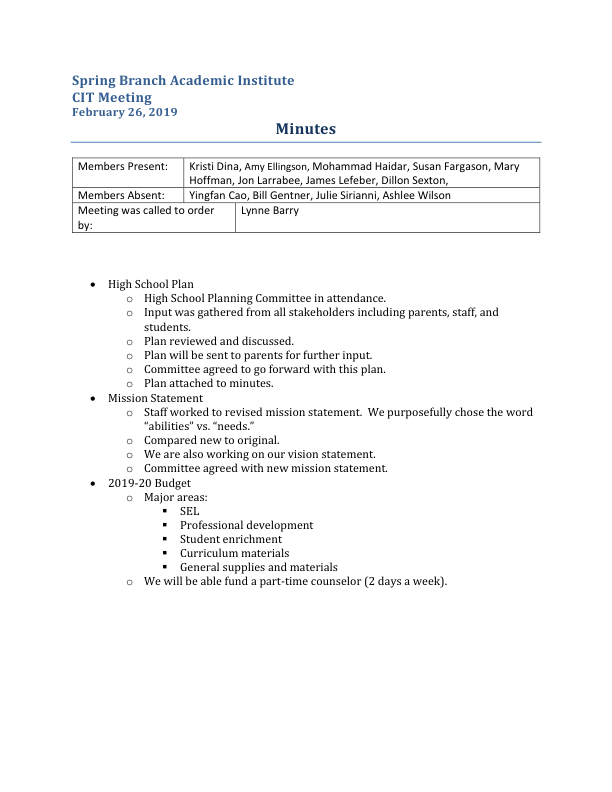 Spring Branch Academic Institute
CIT Meeting
February 26, 2019
Minutes
Members Present: Kristi Dina, Amy Ellingson, Mohammad Haidar, Susan Fargason, Mary
Hoffman, Jon Larrabee, James Lefeber, Dillon Sexton,
Members Absent: Yingfan Cao, Bill Gentner, Julie Sirianni, Ashlee Wilson
Meeting was called to order Lynne Barry
by:
• High School Plan
o High School Planning Committee in attendance.
o Input was gathered from all stakeholders including parents, staff, and
students.
o Plan reviewed and discussed.
o Plan will be sent to parents for further input.
o Committee agreed to go forward with this plan.
o Plan attached to minutes.
• Mission Statement
o Staff worked to revised mission statement.  We purposefully chose the word
“abilities” vs. “needs.”
o Compared new to original.
o We are also working on our vision statement.
o Committee agreed with new mission statement.
• 2019-20 Budget
o Major areas:
▪ SEL
▪ Professional development
▪ Student enrichment
▪ Curriculum materials
▪ General supplies and materials
o We will be able fund a part-time counselor (2 days a week).